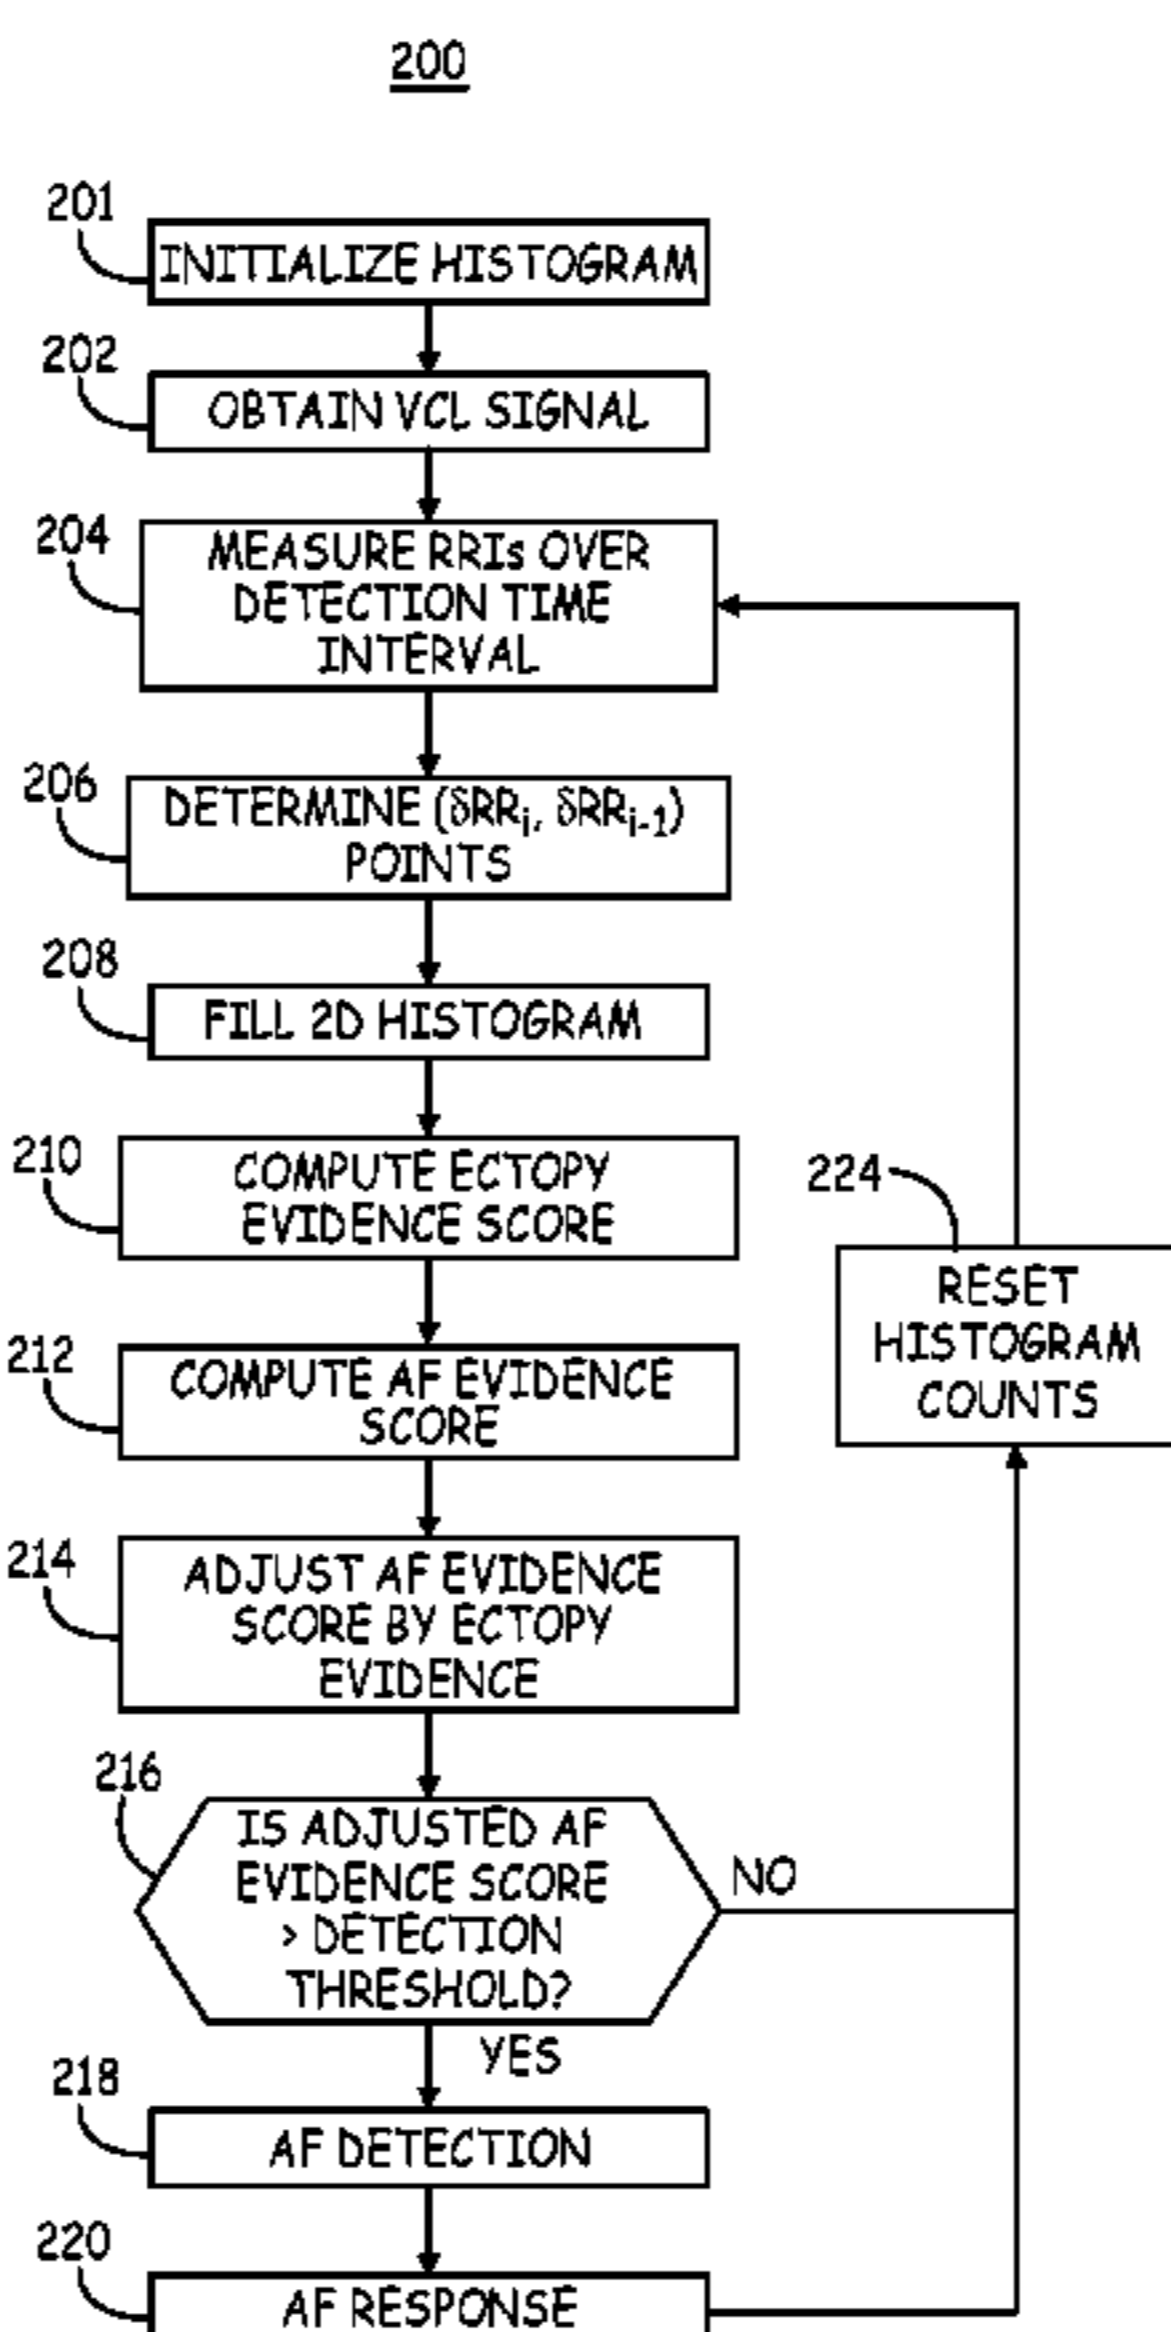 200
201
INITIALIZE HISTOGRAM
202
OBTAIN VCL SIGNAL
204
MEASURE RRIs OVER
DETECTION TIME
INTERVAL
206
DETERMINE (δRRi, δRRi-1)
POINTS
208
FILL 2D HISTOGRAM
210
COMPUTE ECTOPY
EVIDENCE SCORE
224
RESET
HISTOGRAM
COUNTS
212
COMPUTE AF EVIDENCE
SCORE
214
ADJUST AF EVIDENCE
SCORE BY ECTOPY
EVIDENCE
216
IS ADJUSTED AF
EVIDENCE SCORE
> DETECTION
THRESHOLD?
NO
YES
218
AF DETECTION
220
AF RESPONSE